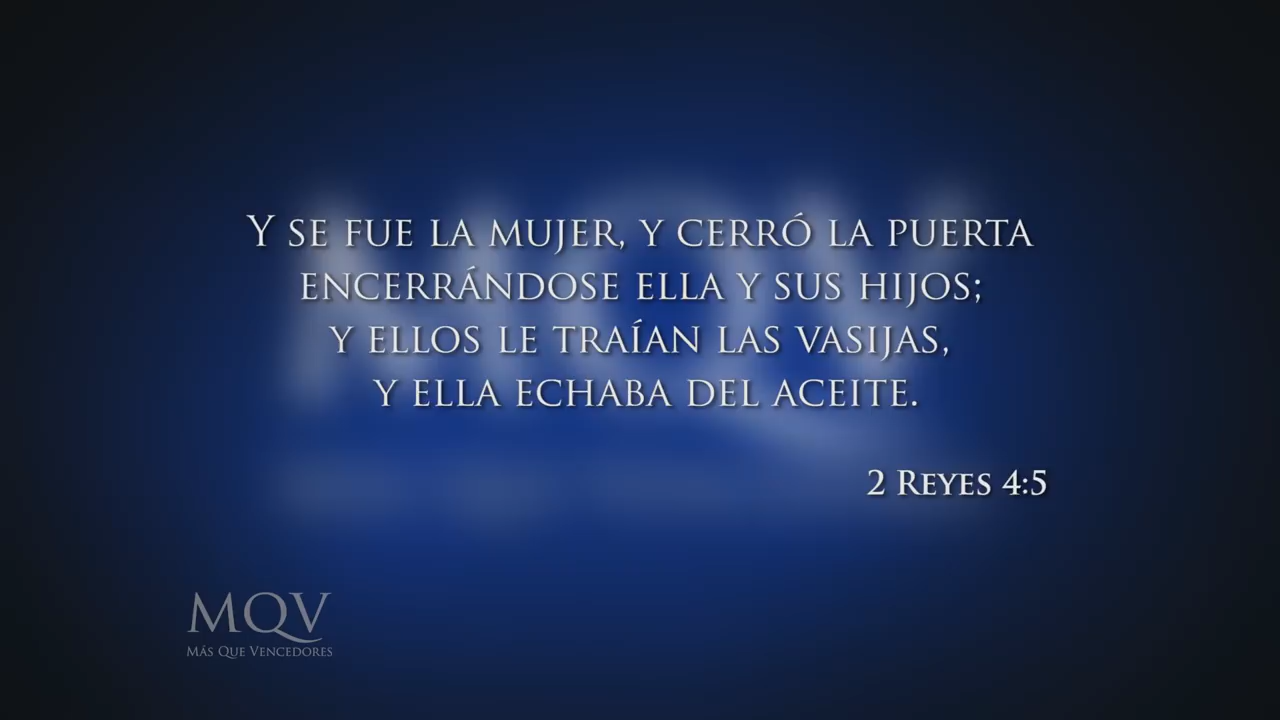 Y SE FUE LA MUJER, Y CERRÓ LA PUERTA
ENCERRÁNDOSE ELLA Y SUS HIJOS;
Y ELLOS LE TRAÍAN LAS VASIJAS,
Y ELLA ECHABA DEL ACEITE.
2 REYES 4:5
MQV
MÁS QUE VENCEDORES